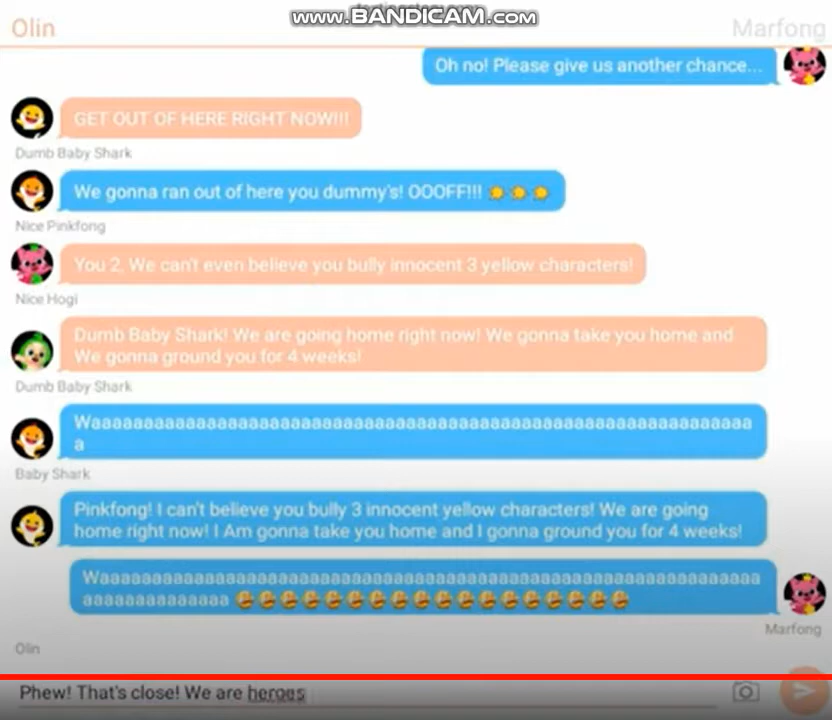 www.BANDICAM.com
Olin
Marfong
Oh no! Please give us another chance...
GET OUT OF HERE RIGHT NOW!!!
Dumb Baby Shark
We gonna ran out of here you dummy's! OOOFF!!!
Nice Pinkfong
You 2, We can't even believe you bully innocent 3 yellow characters!
Nice Hogi
Dumb Baby Shark! We are going home right now! We gonna take you home and
We gonna ground you for 4 weeks!
Dumb Baby Shark
Waaaaaaaaaaaaaaaaaaaaaaaaaaaaaaaaaaaaaaaaaaaaaaaaaaaaaaaaaaaaaaa
a
Baby Shark
Pinkfong! I can't believe you bully 3 innocent yellow characters! We are going
home right now! I Am gonna take you home and I gonna ground you for 4 weeks!
Waaaaaaaaaaaaaaaaaaaaaaaaaaaaaaaaaaaaaaaaaaaaaaaaaaaaaaaaaaaaaaa
aaaaaaaaaaaaaa
Marfong
Olin
Phew! That's close! We are heroes